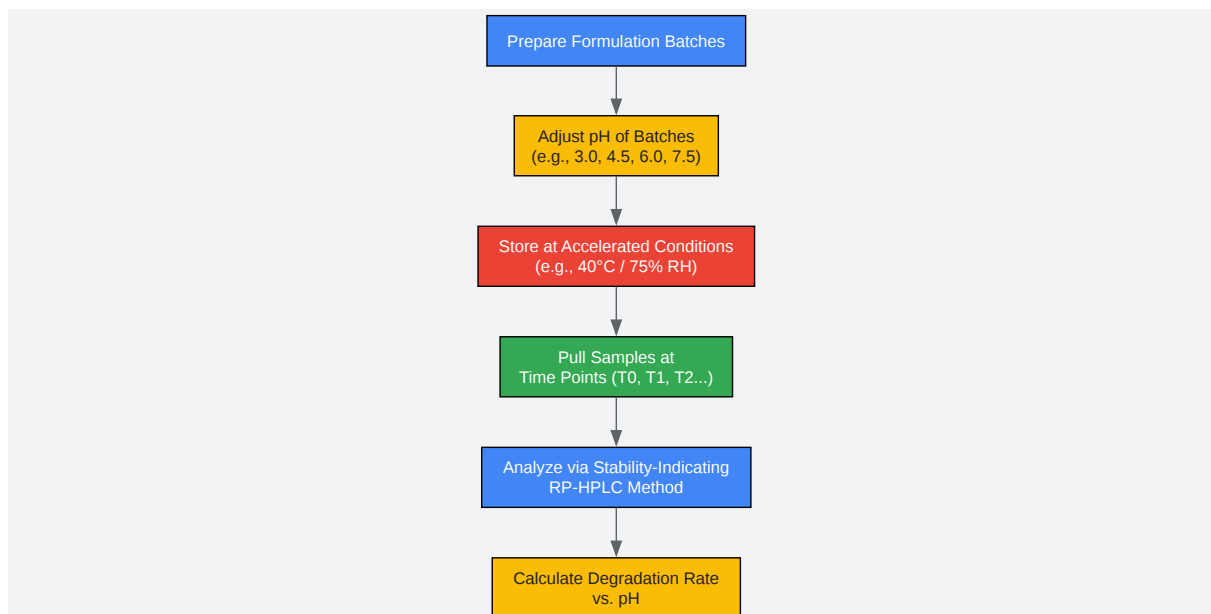 Prepare Formulation Batches
Adjust pH of Batches
(e.g., 3.0, 4.5, 6.0, 7.5)
Store at Accelerated Conditions
(e.g., 40°C / 75% RH)
Pull Samples at
Time Points (T0, T1, T2...)
Analyze via Stability-Indicating
RP-HPLC Method
Calculate Degradation Rate
vs. pH